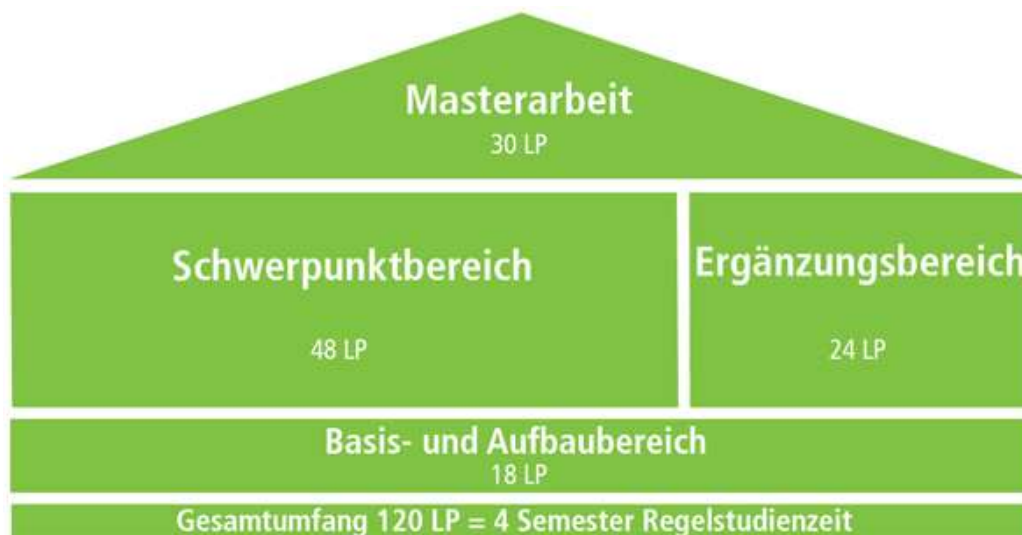 Masterarbeit
30 LP
Schwerpunktbereich
48 LP
Ergänzungsbereich
24 LP
Basis- und Aufbaubereich
18 LP
Gesamtumfang 120 LP = 4 Semester Regelstudienzeit